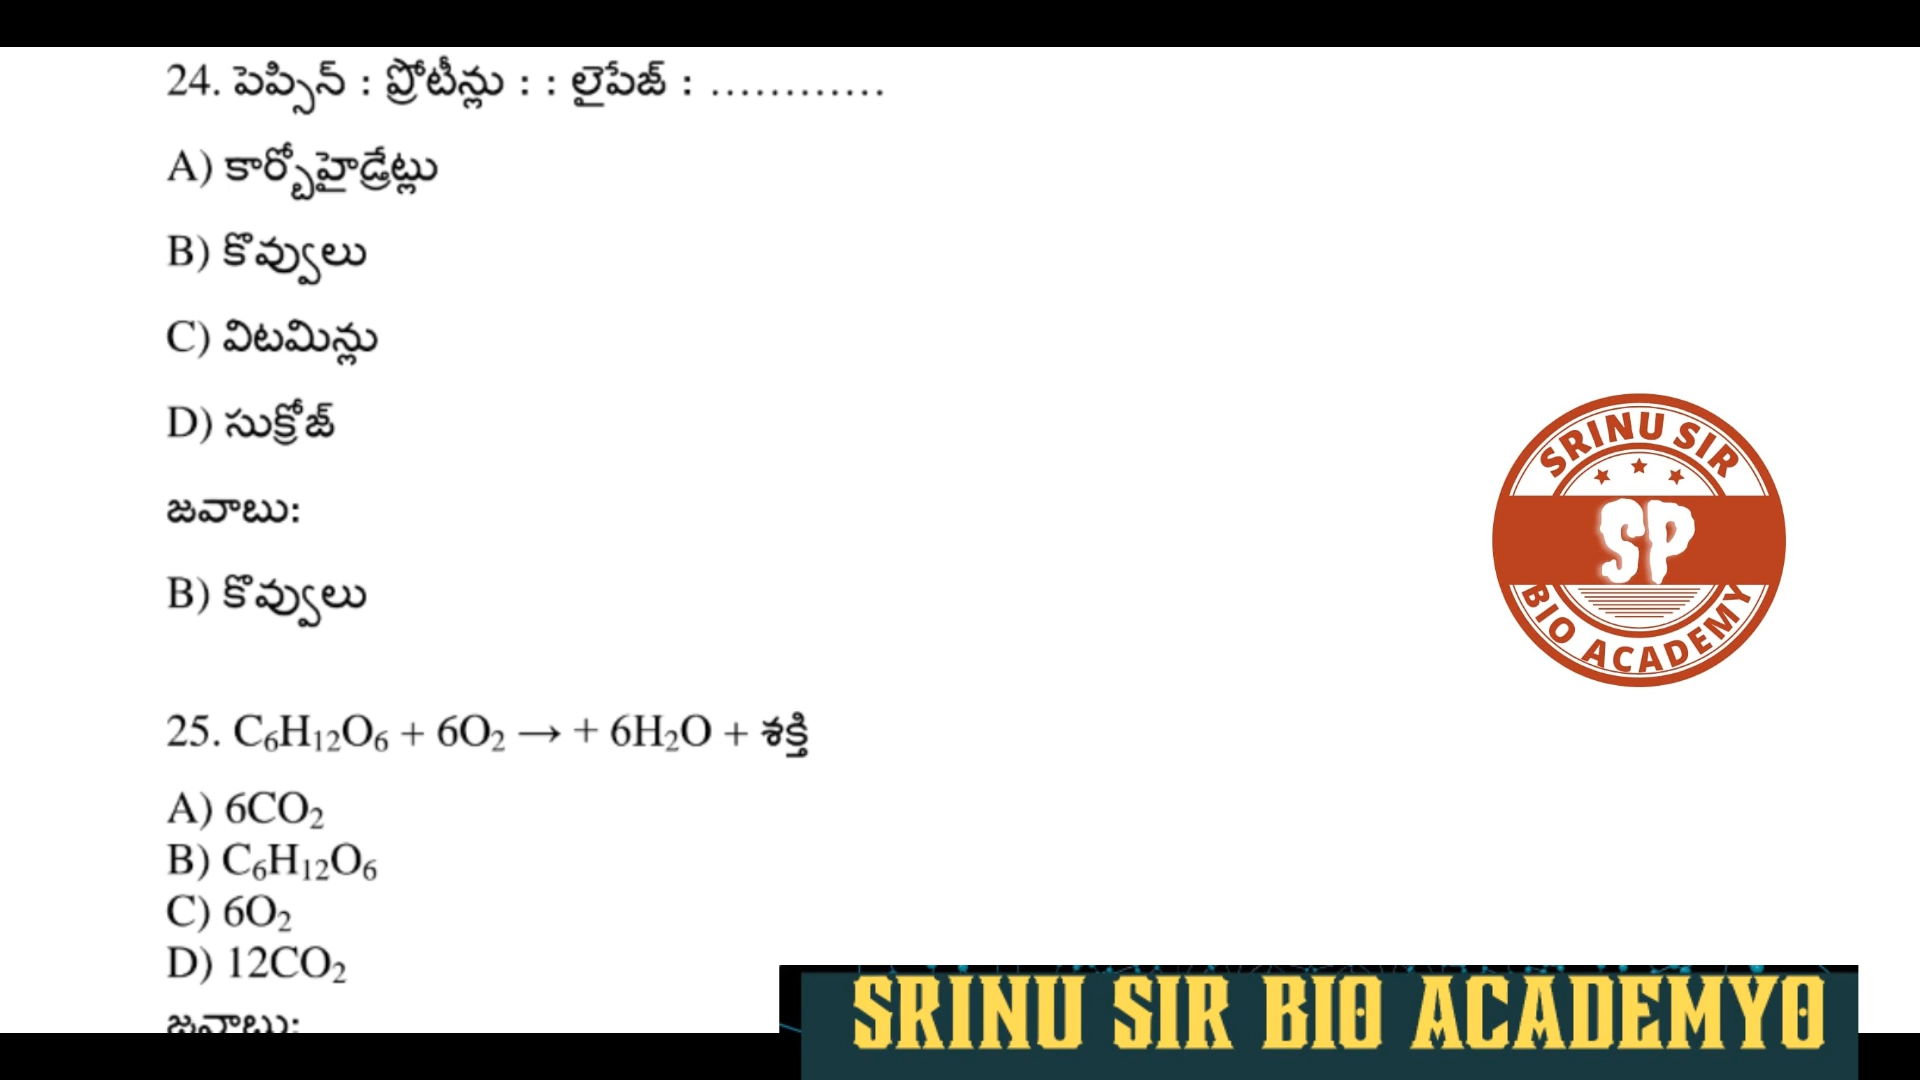 24. పెప్సిన్ : ప్రోటీన్లు : : లైపేజ్ : …………
A) కార్బోహైడ్రేట్లు
B) కొవ్వులు
C) విటమిన్లు
D) సుక్రోజ్
జవాబు:
B) కొవ్వులు
25. C₆H₁₂O₆ + 6O₂ → + 6H₂O + శక్తి
A) 6CO₂
B) C₆H₁₂O₆
C) 6O₂
D) 12CO₂
జవాబు:
SRINU SIR
SP
BIO ACADEMY
SRINU SIR BIO ACADEMYO